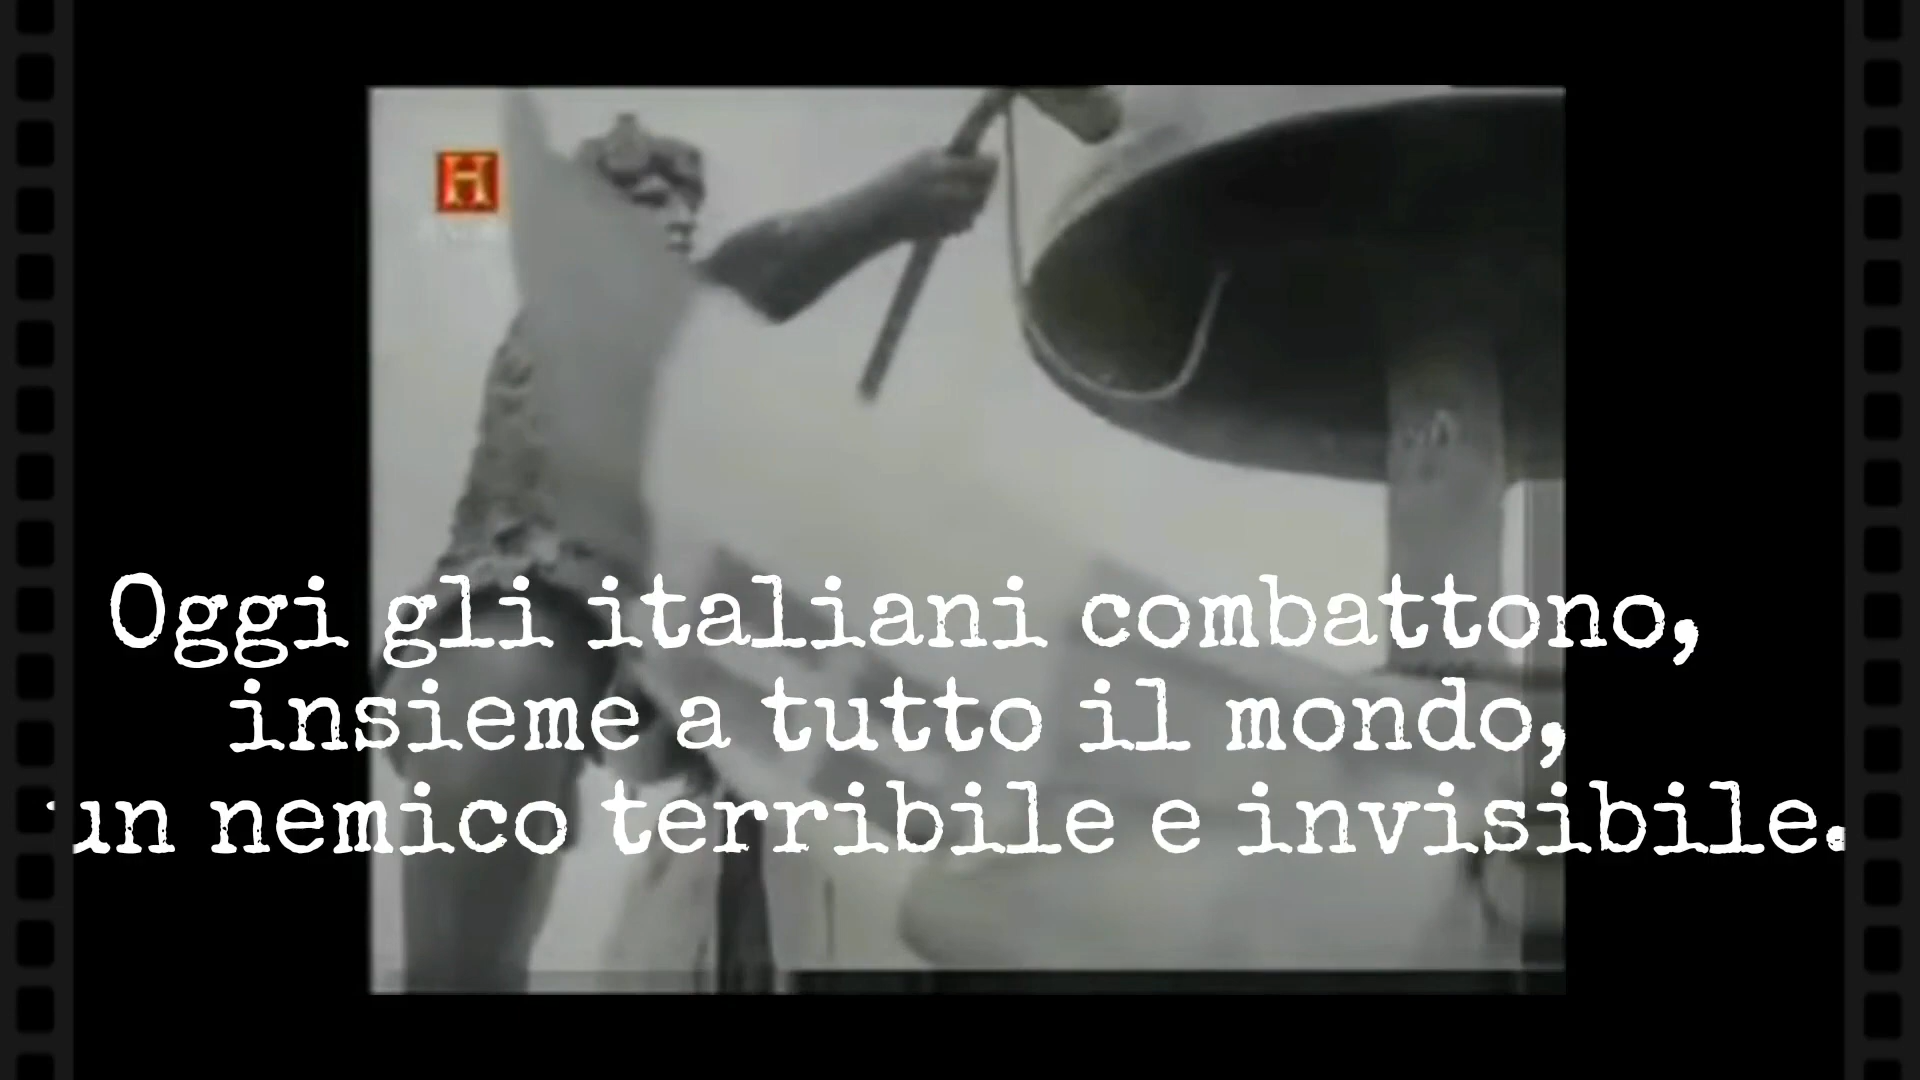 H
Oggi gli italiani combattono,
insieme a tutto il mondo,
un nemico terribile e invisibile.